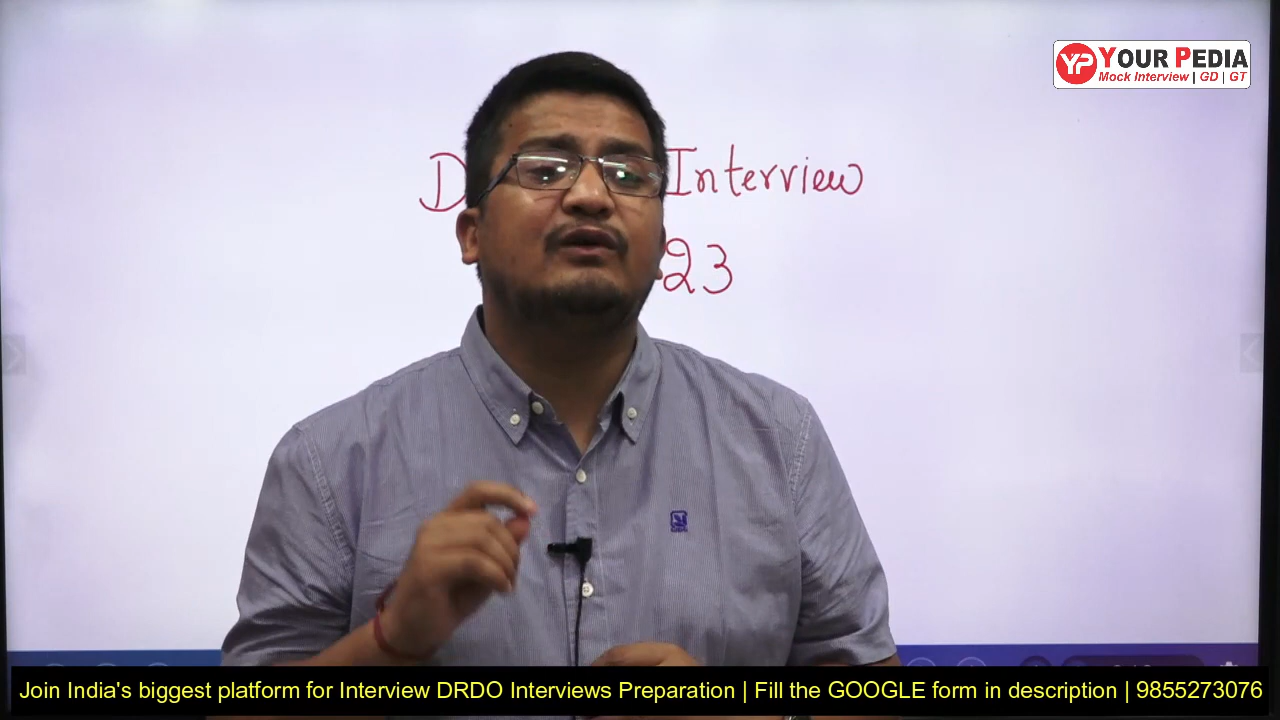 YP YOUR PEDIA
Mock Interview | GD | GT
D Interview
23
Join India's biggest platform for Interview DRDO Interviews Preparation | Fill the GOOGLE form in description | 9855273076